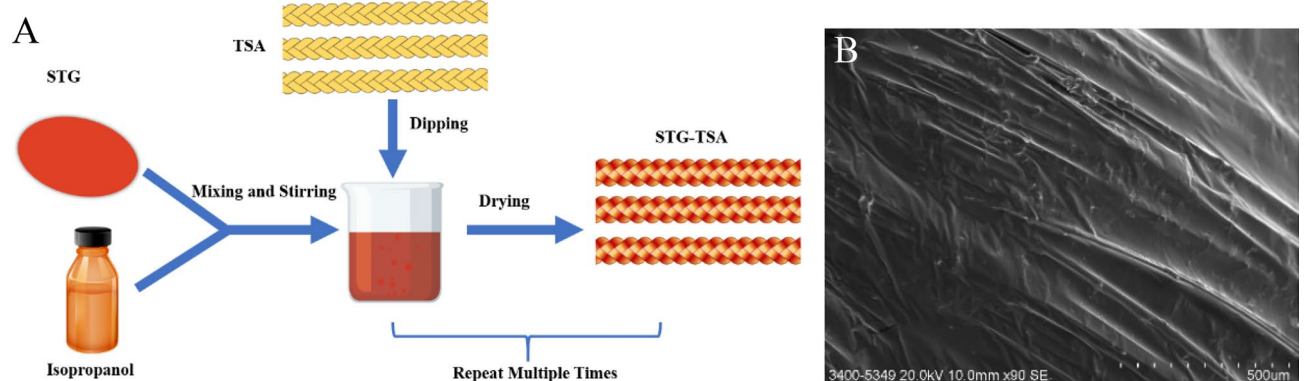 A
STG
TSA
Dipping
Mixing and Stirring
Drying
STG-TSA
Isopropanol
Repeat Multiple Times
B
3400-5349 20.0kV 10.0mm x90 SE
500um